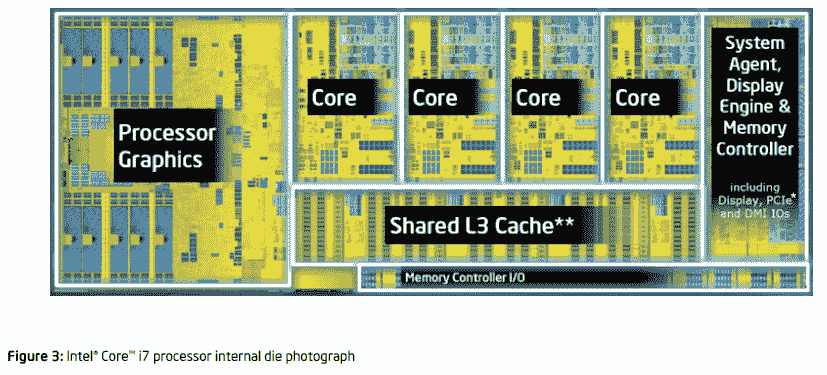 Processor
Graphics
Core
Core
Core
Core
System
Agent,
Display
Engine &
Memory
Controller
including
Display, PCIe*
and DMI IOs
Shared L3 Cache**
Memory Controller I/O
Figure 3: Intel® Core™ i7 processor internal die photograph